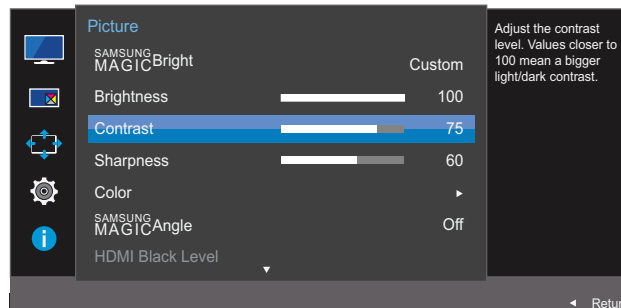 Picture
SAMSUNG
MAGICBright Custom
Brightness 100
Contrast 75
Sharpness 60
Color ►
SAMSUNG
MAGICAngle Off
HDMI Black Level
▼
Adjust the contrast
level. Values closer to
100 mean a bigger
light/dark contrast.
i
◄ Retur